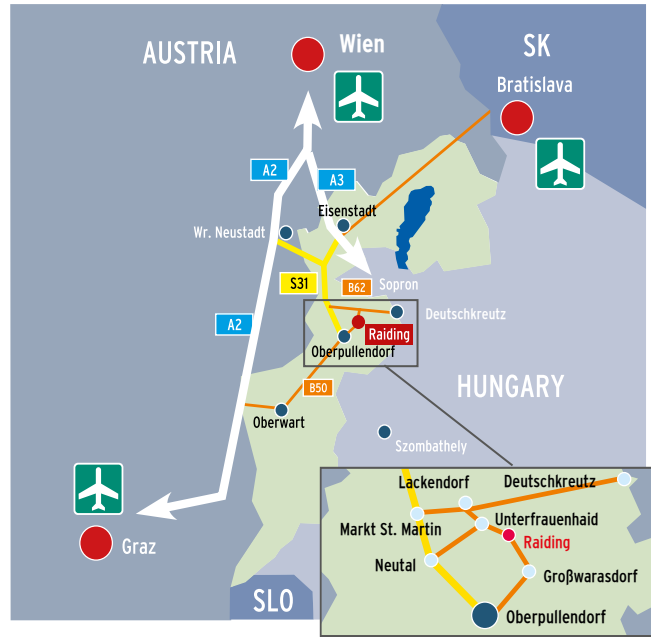 AUSTRIA
Wien
SK
Bratislava
A2
A3
Eisenstadt
Wr. Neustadt
S31
B62
Sopron
A2
Deutschkreutz
Raiding
Oberpullendorf
B50
HUNGARY
Oberwart
Szombathely
Graz
SLO
Lackendorf
Deutschkreutz
Markt St. Martin
Unterfrauenhaid
Raiding
Neutal
Großwarasdorf
Oberpullendorf